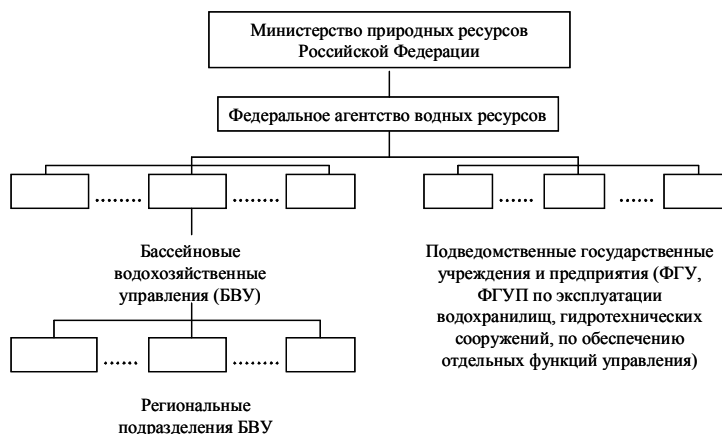 Министерство природных ресурсов
Российской Федерации
Федеральное агентство водных ресурсов
Бассейновые
водохозяйственные
управления (БВУ)
Подведомственные государственные
учреждения и предприятия (ФГУ,
ФГУП по эксплуатации
водохранилищ, гидротехнических
сооружений, по обеспечению
отдельных функций управления)
Региональные
подразделения БВУ